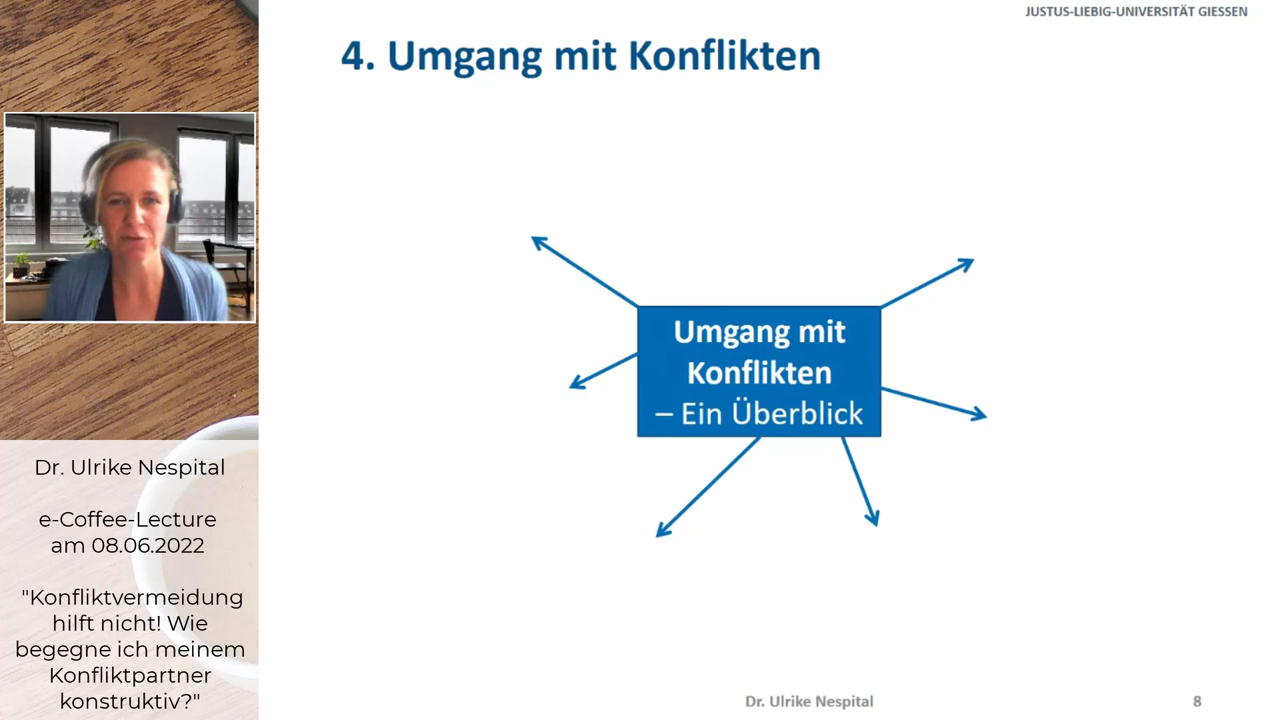 JUSTUS-LIEBIG-UNIVERSITÄT GIESSEN
4. Umgang mit Konflikten
Umgang mit
Konflikten
– Ein Überblick
Dr. Ulrike Nespital
e-Coffee-Lecture
am 08.06.2022
"Konfliktvermeidung
hilft nicht! Wie
begegne ich meinem
Konfliktpartner
konstruktiv?"
Dr. Ulrike Nespital
8